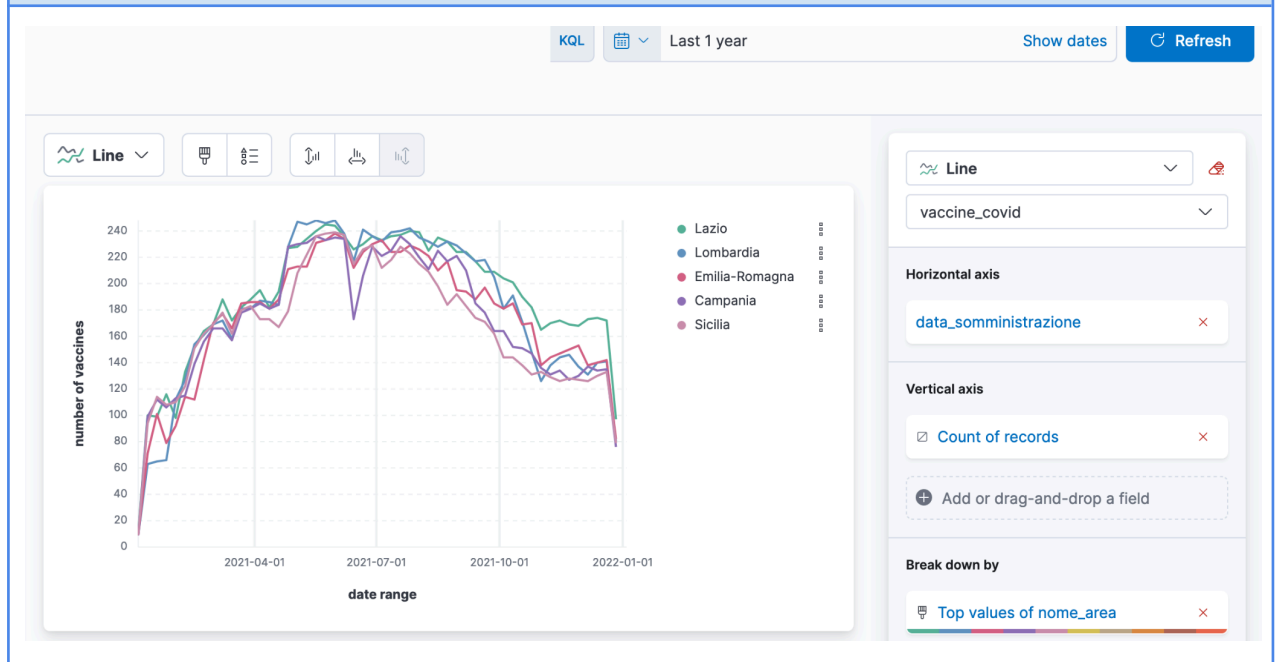 KQL
Last 1 year
Show dates
Refresh
Line
240
220
200
180
160
140
120
100
80
60
40
20
0
number of vaccines
2021-04-01
2021-07-01
2021-10-01
2022-01-01
date range
Lazio
Lombardia
Emilia-Romagna
Campania
Sicilia
Line
vaccine_covid
Horizontal axis
data_somministrazione
Vertical axis
Count of records
Add or drag-and-drop a field
Break down by
Top values of nome_area